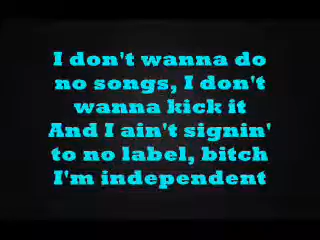 I don't wanna do
no songs, I don't
wanna kick it
And I ain't signin'
to no label, bitch
I'm independent